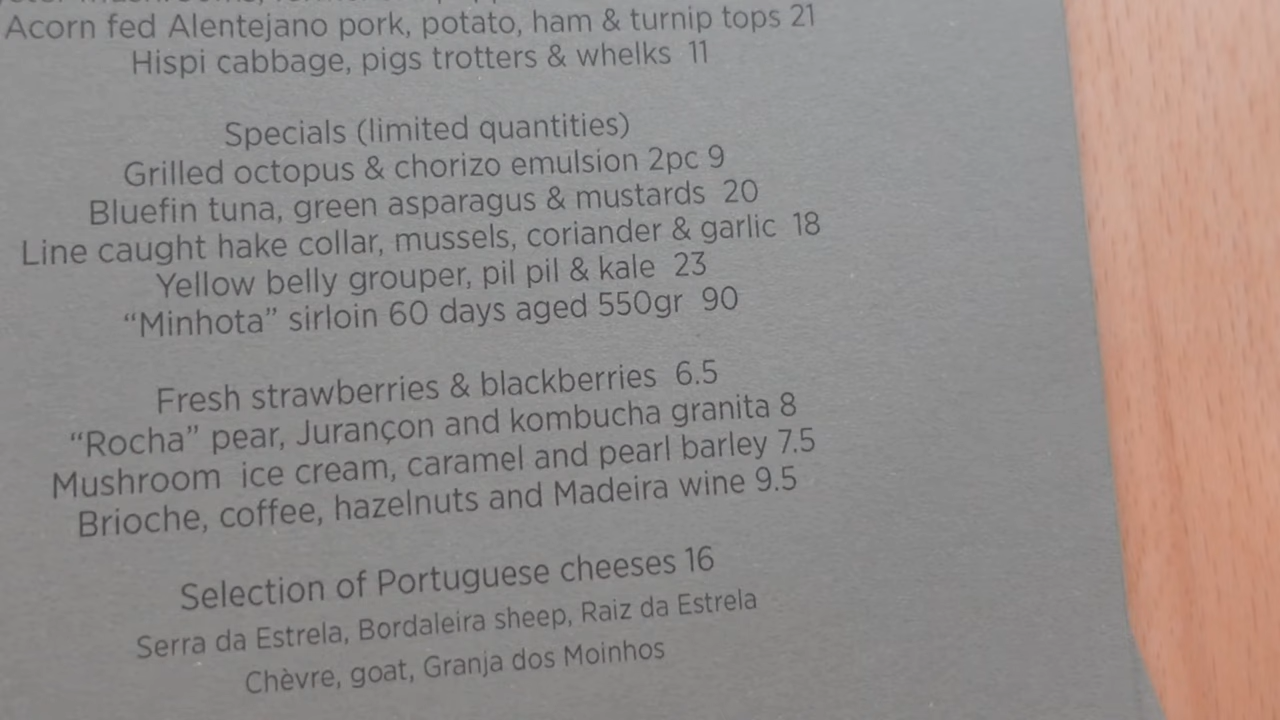 Acorn fed Alentejano pork, potato, ham & turnip tops 21
Hispi cabbage, pigs trotters & whelks 11
Specials (limited quantities)
Grilled octopus & chorizo emulsion 2pc 9
Bluefin tuna, green asparagus & mustards 20
Line caught hake collar, mussels, coriander & garlic 18
Yellow belly grouper, pil pil & kale 23
“Minhota” sirloin 60 days aged 550gr 90
Fresh strawberries & blackberries 6.5
“Rocha” pear, Jurançon and kombucha granita 8
Mushroom ice cream, caramel and pearl barley 7.5
Brioche, coffee, hazelnuts and Madeira wine 9.5
Selection of Portuguese cheeses 16
Serra da Estrela, Bordaleira sheep, Raiz da Estrela
Chèvre, goat, Granja dos Moinhos